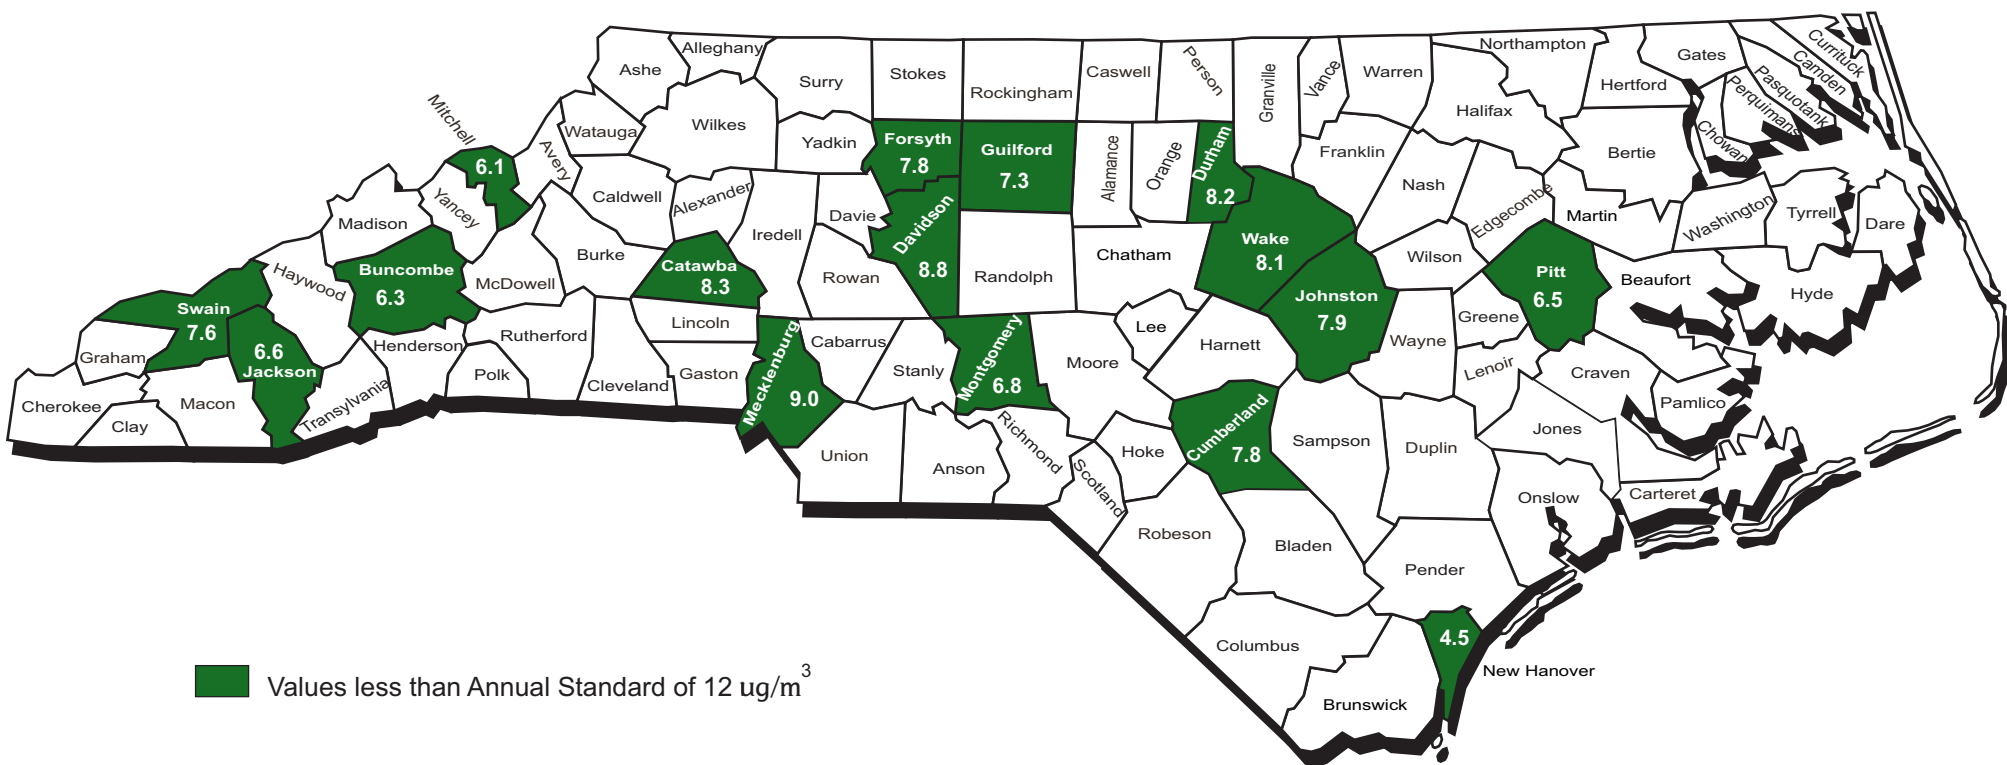 Ashe
Alleghany
Surry
Stokes
Rockingham
Caswell
Person
Granville
Vance
Warren
Northampton
Gates
Currituck
Camden
Pasquotank
Perquimans
Chowan
Hertford
Halifax
Bertie
Mitchell
6.1
Avery
Watauga
Wilkes
Yadkin
Forsyth
7.8
Guilford
7.3
Alamance
Orange
Durham
8.2
Franklin
Nash
Edgecombe
Martin
Washington
Tyrrell
Dare
Madison
Yancey
Caldwell
Alexander
Iredell
Davie
Davidson
8.8
Randolph
Chatham
Wake
8.1
Wilson
Pitt
6.5
Beaufort
Hyde
Haywood
Buncombe
6.3
McDowell
Burke
Catawba
8.3
Rowan
Johnston
7.9
Greene
Swain
7.6
Graham
6.6
Jackson
Henderson
Rutherford
Lincoln
Mecklenburg
9.0
Cabarrus
Stanly
Montgomery
6.8
Moore
Lee
Harnett
Wayne
Lenoir
Craven
Pamlico
Cherokee
Clay
Macon
Transylvania
Polk
Cleveland
Gaston
Union
Anson
Richmond
Scotland
Hoke
Cumberland
7.8
Sampson
Duplin
Jones
Onslow
Carteret
Robeson
Bladen
Pender
Columbus
4.5
New Hanover
Brunswick
Values less than Annual Standard of 12 ug/m³